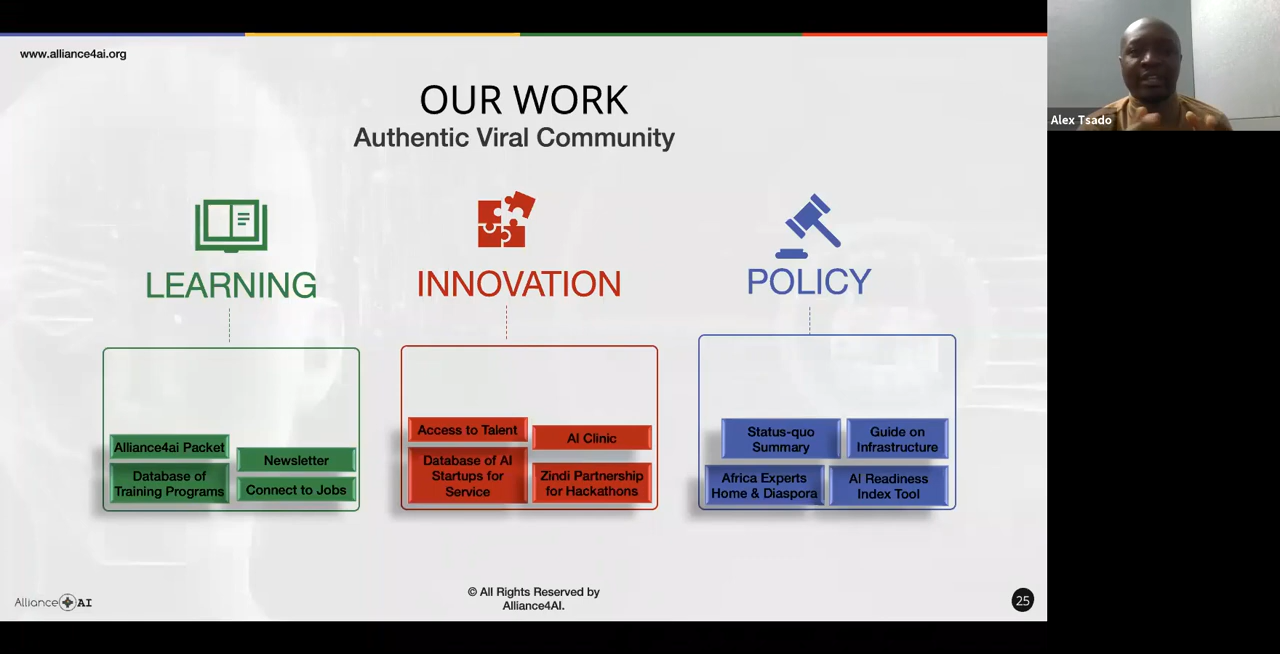 www.alliance4ai.org
OUR WORK
Authentic Viral Community
LEARNING
INNOVATION
POLICY
Alliance4ai Packet
Newsletter
Database of
Training Programs
Connect to Jobs
Access to Talent
AI Clinic
Database of AI
Startups for
Service
Zindi Partnership
for Hackathons
Status-quo
Summary
Guide on
Infrastructure
Africa Experts
Home & Diaspora
AI Readiness
Index Tool
Alliance AI
© All Rights Reserved by
Alliance4AI.
25
Alex Tsado